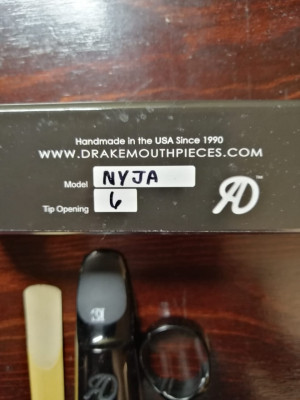 Handmade in the USA Since 1990
WWW.DRAKEMOUTHPIECES.COM
Model NYJA
Tip Opening 6